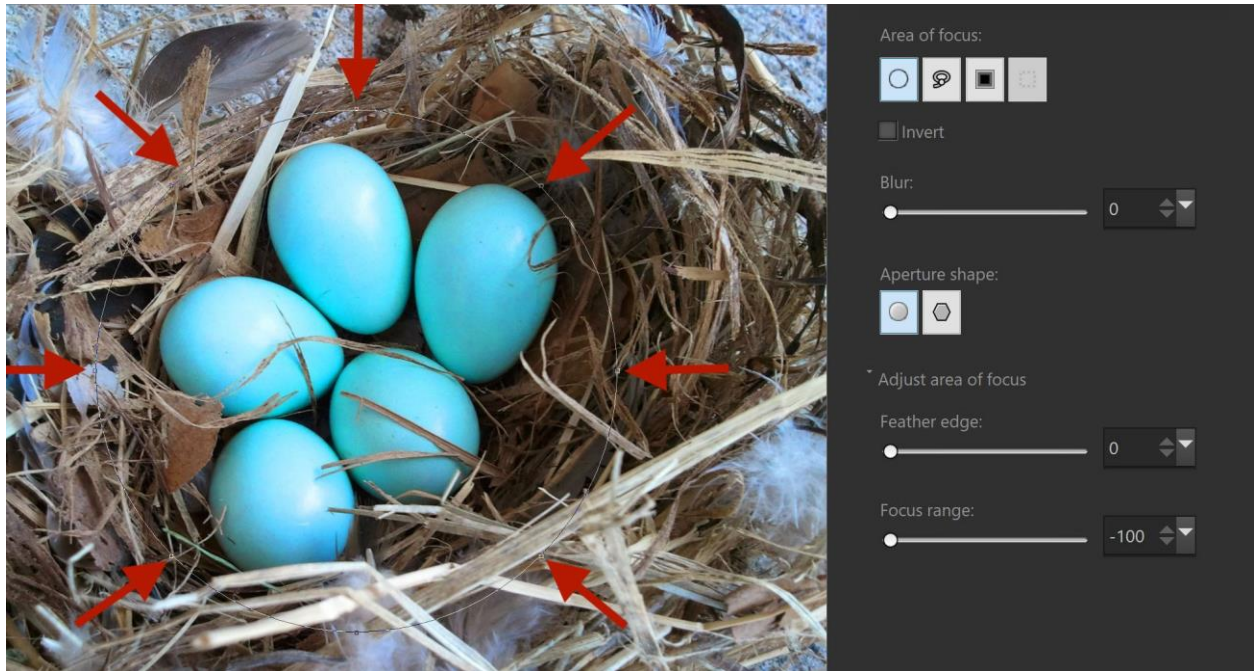 Area of focus:
Invert
Blur:
0
Aperture shape:
Adjust area of focus
Feather edge:
0
Focus range:
-100